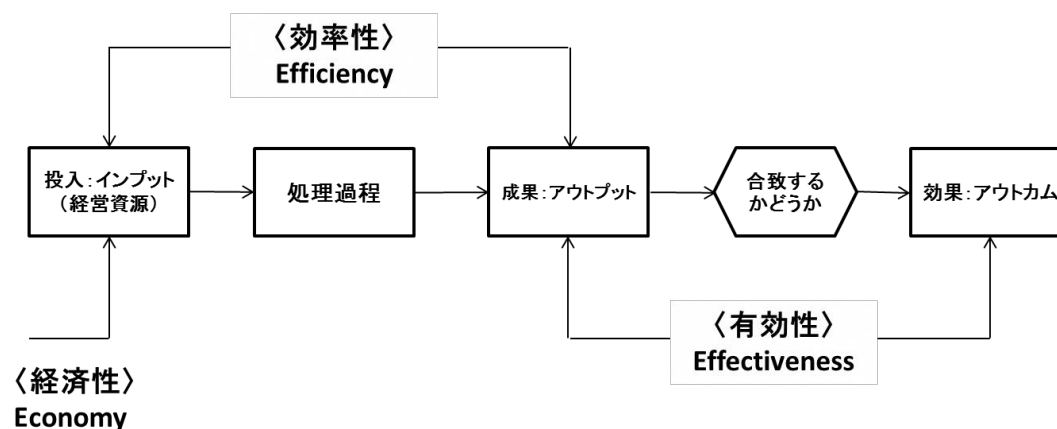 〈効率性〉
Efficiency
投入：インプット
（経営資源）
処理過程
成果：アウトプット
合致する
かどうか
効果：アウトカム
〈有効性〉
Effectiveness
〈経済性〉
Economy